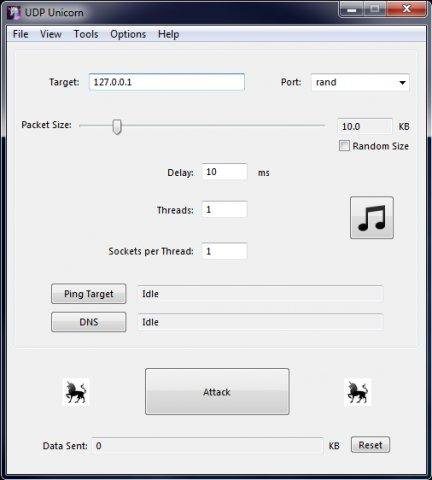 UDP Unicorn
File View Tools Options Help
Target: 127.0.0.1 Port: rand
Packet Size: 10.0 KB
Random Size
Delay: 10 ms
Threads: 1
Sockets per Thread: 1
Ping Target Idle
DNS Idle
Attack
Data Sent: 0 KB Reset